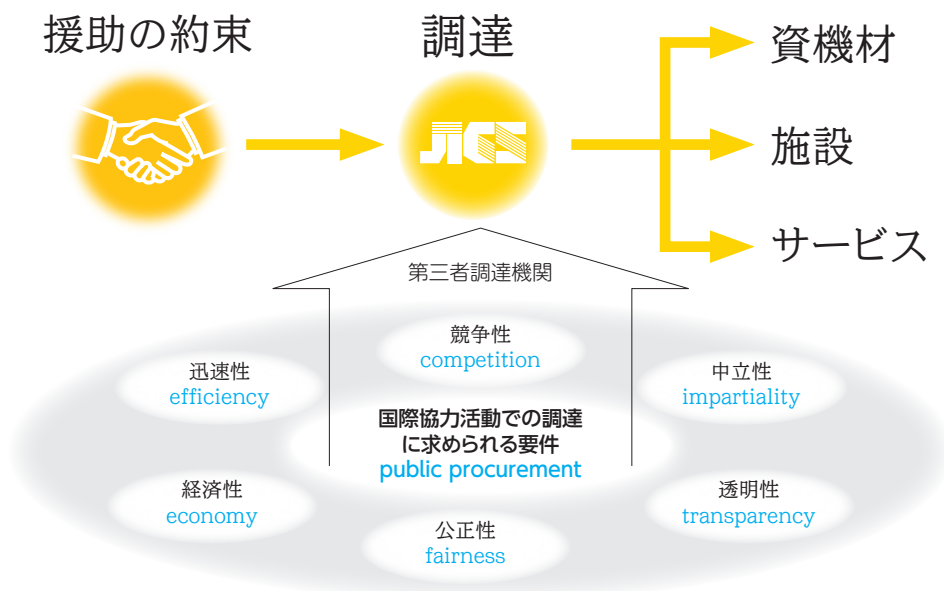 援助の約束
調達
JICS
資機材
施設
サービス
第三者調達機関
競争性
competition
迅速性
efficiency
中立性
impartiality
国際協力活動での調達
に求められる要件
public procurement
経済性
economy
透明性
transparency
公正性
fairness